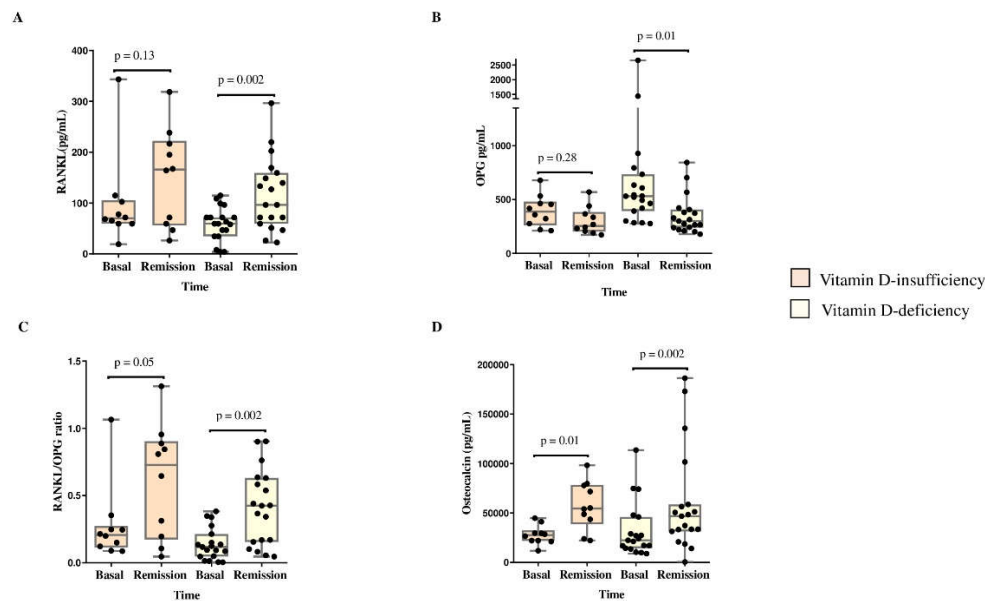 A
RANKL(pg/mL)
400
300
200
100
0
p = 0.13
p = 0.002
Basal Remission Basal Remission
Time
B
OPG pg/mL
2500
2000
1500
1000
500
0
p = 0.28
p = 0.01
Basal Remission Basal Remission
Time
Vitamin D-insufficiency
Vitamin D-deficiency
C
RANKL/OPG ratio
1.5
1.0
0.5
0.0
p = 0.05
p = 0.002
Basal Remission Basal Remission
Time
D
Osteocalcin (pg/mL)
200000
150000
100000
50000
0
p = 0.01
p = 0.002
Basal Remission Basal Remission
Time